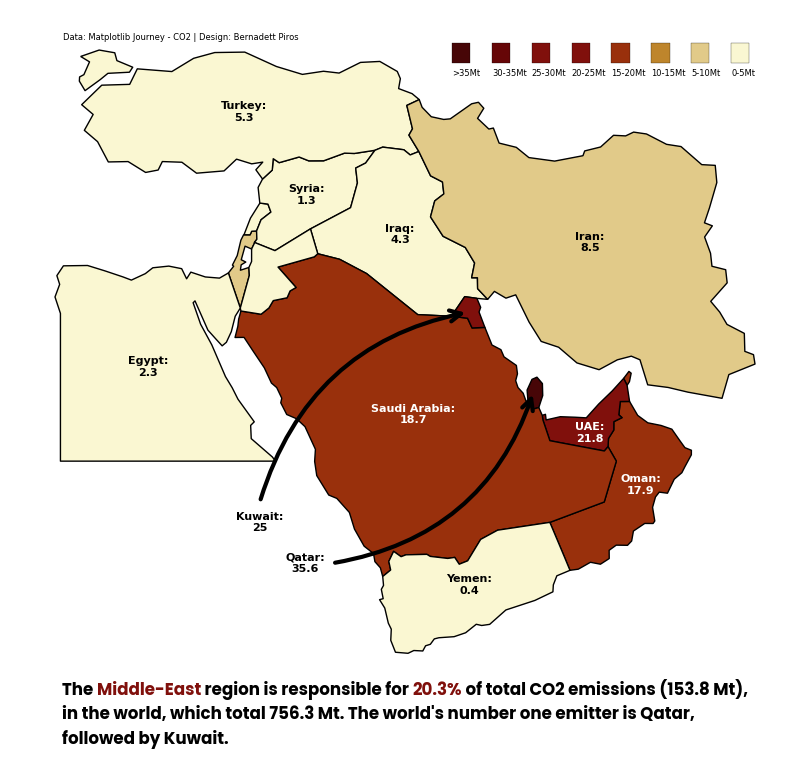 Data: Matplotlib Journey - CO2 | Design: Bernadett Piros
>35Mt 30-35Mt 25-30Mt 20-25Mt 15-20Mt 10-15Mt 5-10Mt 0-5Mt
Turkey:
5.3
Syria:
1.3
Iraq:
4.3
Iran:
8.5
Egypt:
2.3
Saudi Arabia:
18.7
UAE:
21.8
Oman:
17.9
Kuwait:
25
Qatar:
35.6
Yemen:
0.4
The Middle-East region is responsible for 20.3% of total CO2 emissions (153.8 Mt),
in the world, which total 756.3 Mt. The world's number one emitter is Qatar,
followed by Kuwait.